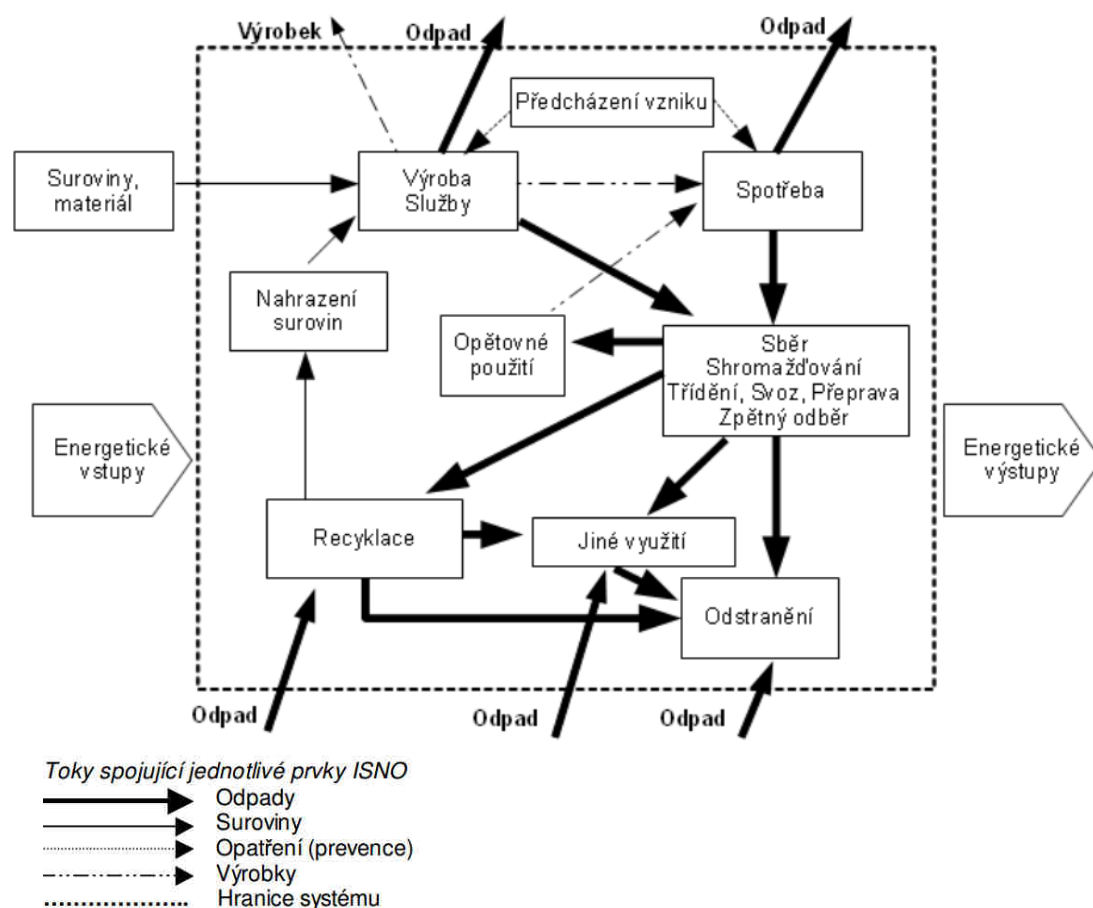 Výrobek
Odpad
Odpad
Předcházení vzniku
Suroviny,
materiál
Výroba
Služby
Spotřeba
Nahrazení
surovin
Opětovné
použití
Sběr
Shromažďování
Třídění, Svoz, Přeprava
Zpětný odběr
Energetické
vstupy
Energetické
výstupy
Recyklace
Jiné využití
Odstranění
Odpad
Odpad
Odpad
Toky spojující jednotlivé prvky ISNO
Odpady
Suroviny
Opatření (prevence)
Výrobky
Hranice systému